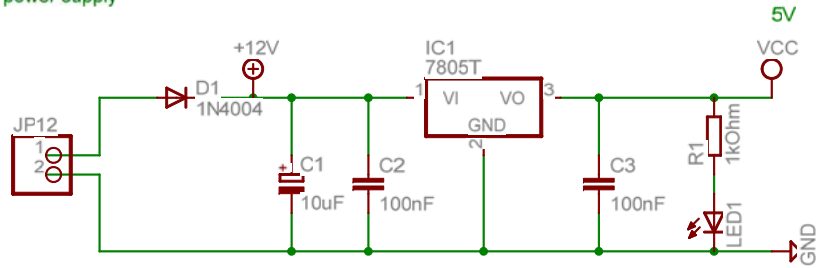 power supply
5V
+12V
IC1
7805T
VCC
D1
1N4004
1
VI
VO
3
GND
2
JP12
1
2
C1
+
10uF
C2
100nF
C3
100nF
R1
1kOhm
LED1
GND